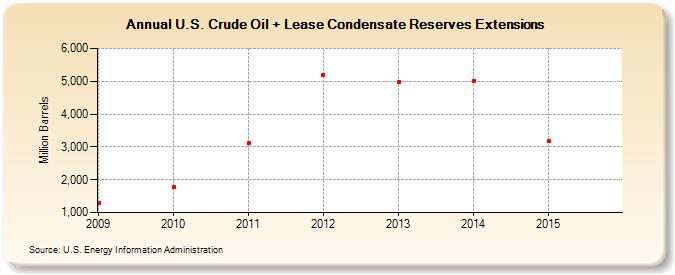 Annual U.S. Crude Oil + Lease Condensate Reserves Extensions
Million Barrels
6,000
5,000
4,000
3,000
2,000
1,000
2009 2010 2011 2012 2013 2014 2015
Source: U.S. Energy Information Administration